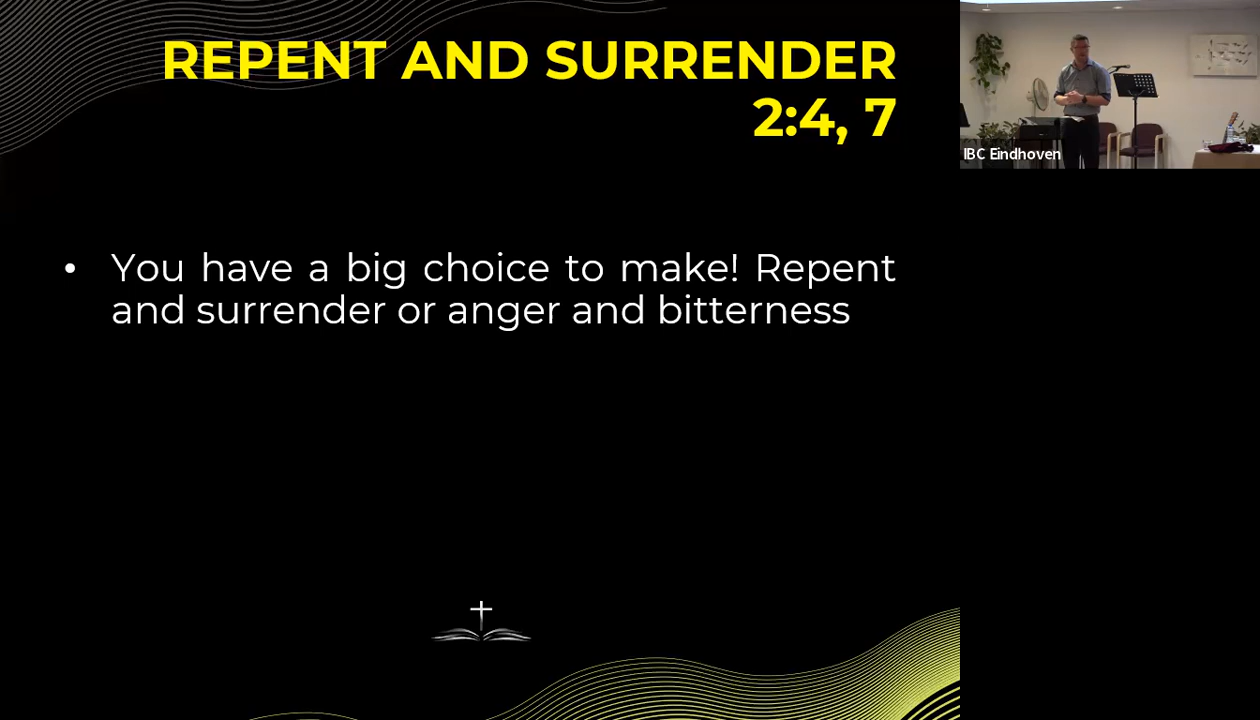 REPENT AND SURRENDER
2:4, 7
• You have a big choice to make! Repent
and surrender or anger and bitterness
IBC Eindhoven